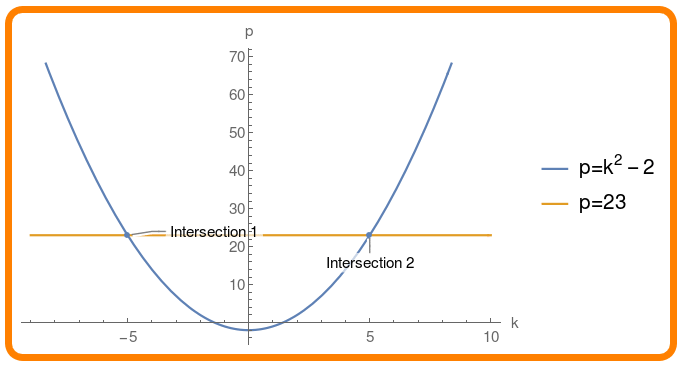 p
70
60
50
40
30
20
10
Intersection 1
Intersection 2
−5
5
10
k
p=k² − 2
p=23